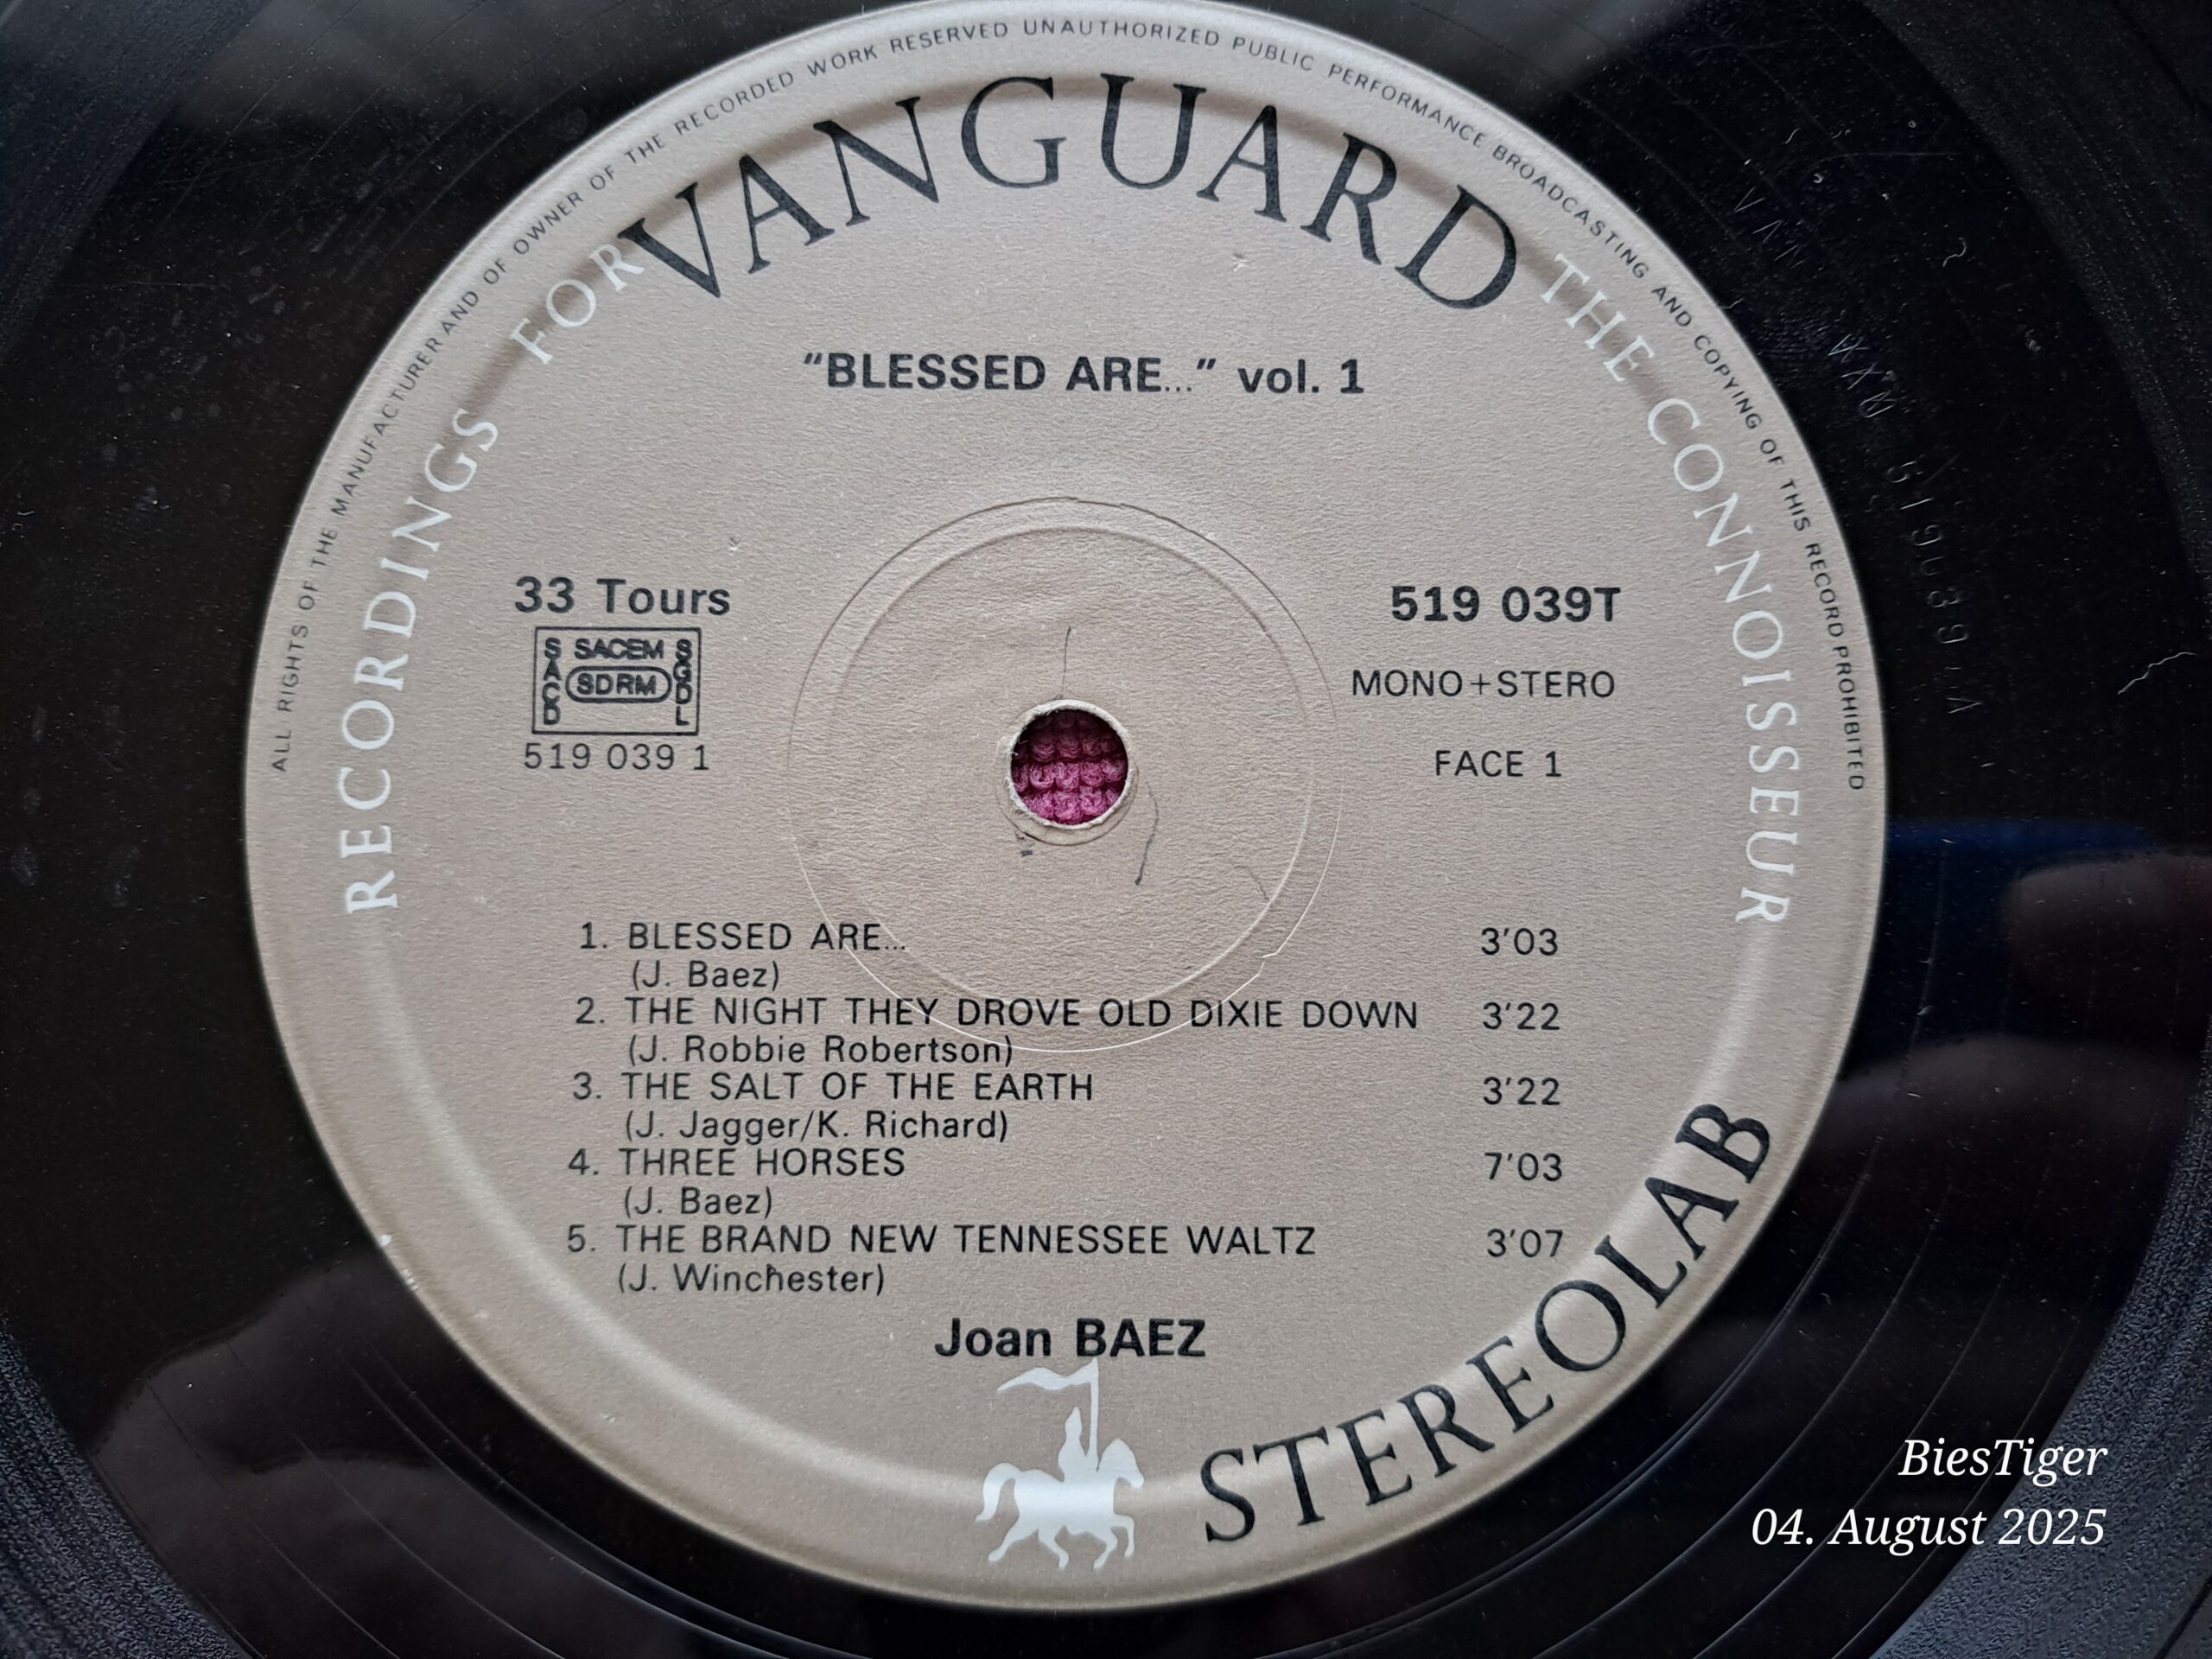 ALL RIGHTS OF THE MANUFACTURER AND OF OWNER OF THE RECORDED WORK RESERVED UNAUTHORIZED PUBLIC PERFORMANCE BROADCASTING AND COPYING OF THIS RECORD PROHIBITED
VANGUARD
RECORDINGS FOR THE CONNOISSEUR
"BLESSED ARE..." vol. 1
33 Tours
SACEM
SACD
SDRM
SGDL
519 039 1
519 039T
MONO+STERO
FACE 1
1. BLESSED ARE... 3'03
(J. Baez)
2. THE NIGHT THEY DROVE OLD DIXIE DOWN 3'22
(J. Robbie Robertson)
3. THE SALT OF THE EARTH 3'22
(J. Jagger/K. Richard)
4. THREE HORSES 7'03
(J. Baez)
5. THE BRAND NEW TENNESSEE WALTZ 3'07
(J. Winchester)
Joan BAEZ
STEREOLAB
BiesTiger
04. August 2025